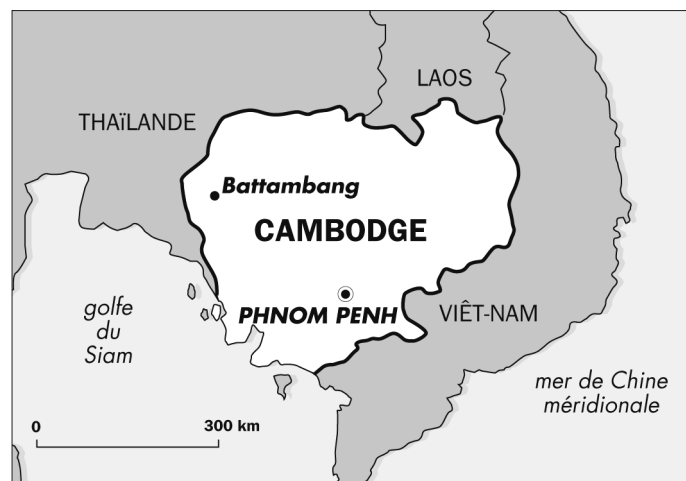 LAOS
THAïLANDE
Battambang
CAMBODGE
PHNOM PENH
VIÊT-NAM
golfe
du
Siam
mer de Chine
méridionale
0 300 km